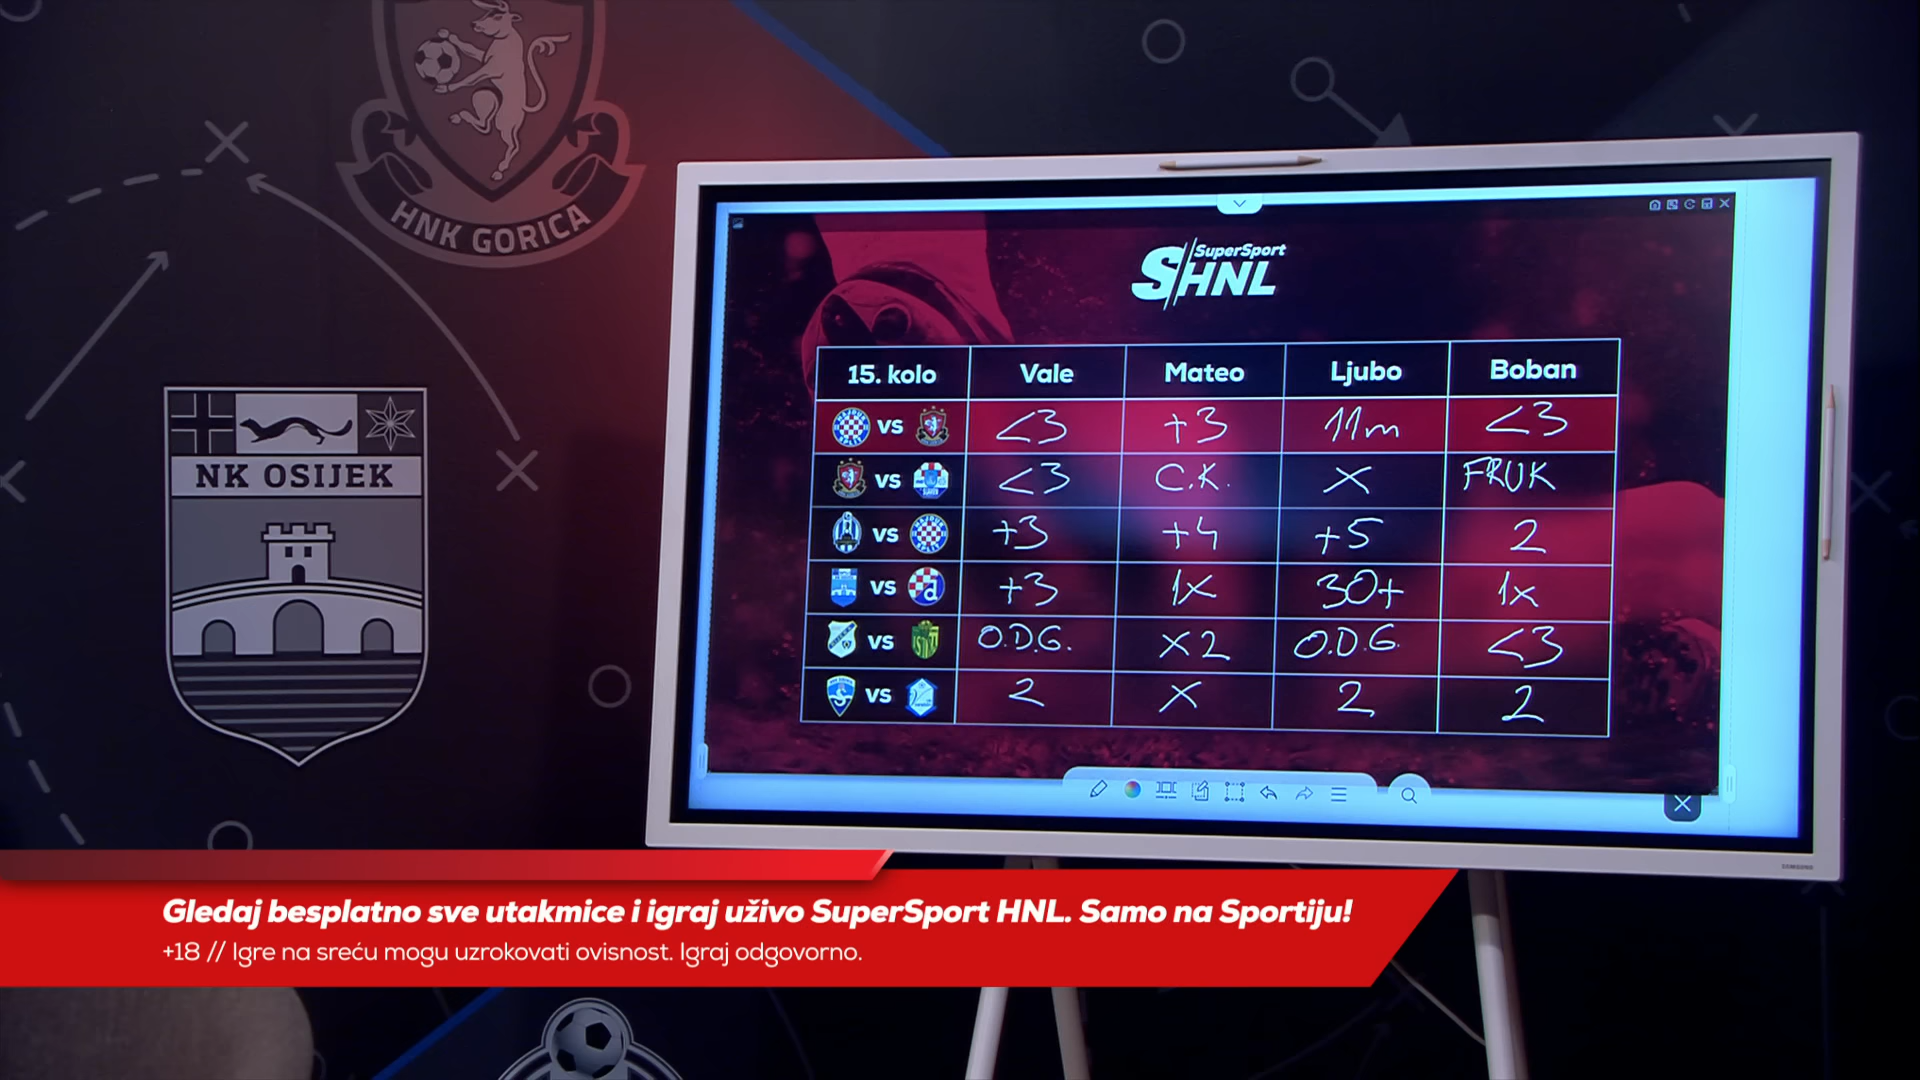 HNK GORICA
NK OSIJEK
SuperSport
SHNL
15. kolo Vale Mateo Ljubo Boban
vs <3 +3 11m <3
vs <3 C.K. X FRUK
vs +3 +4 +5 2
vs +3 1X 30+ 1X
vs O.D.G. X2 O.D.G. <3
vs 2 X 2 2
SAMSUNG
Gledaj besplatno sve utakmice i igraj uživo SuperSport HNL. Samo na Sportiju!
+18 // Igre na sreću mogu uzrokovati ovisnost. Igraj odgovorno.